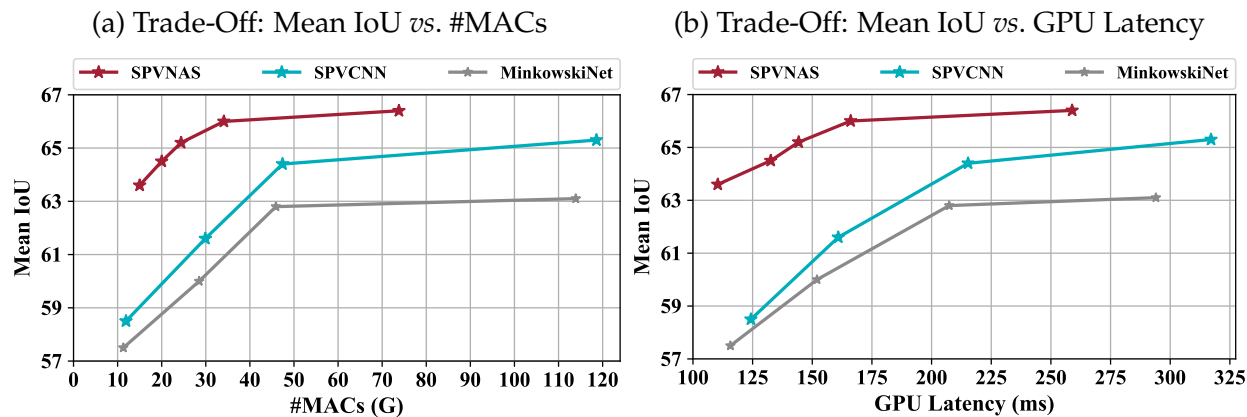 (a) Trade-Off: Mean IoU vs. #MACs
SPVNAS SPVCNN MinkowskiNet
67
65
63
61
59
57
Mean IoU
0 10 20 30 40 50 60 70 80 90 100 110 120
#MACs (G)
(b) Trade-Off: Mean IoU vs. GPU Latency
SPVNAS SPVCNN MinkowskiNet
67
65
63
61
59
57
Mean IoU
100 125 150 175 200 225 250 275 300 325
GPU Latency (ms)